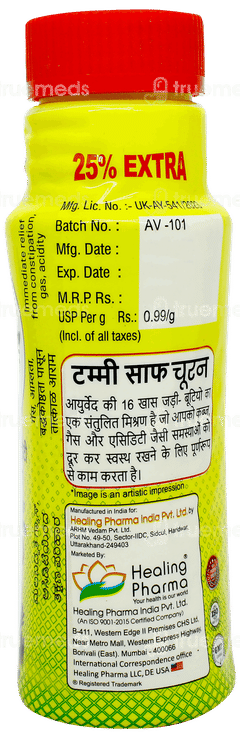 truemeds
25% EXTRA
Mfg. Lic. No. :- UK-AY-541/200
Batch No. : AV -101
Mfg. Date :
Exp. Date :
M.R.P. Rs :
USP Per g Rs.: 0.99/g
(Incl. of all taxes)
टम्मी साफ चूरन
आयुर्वेद की 16 खास जड़ी- बूटियो का
एक संतुलित मिश्रण है जो आपको कब्ज,
गैस और एसिडिटी जैसी समस्याओं को
दूर कर स्वस्थ रखने के लिए पूर्णरूप
से काम करता है।
*Image is an artistic impression.
Manufactured in India for:
Healing Pharma India Pvt. Ltd. by
ARHM Vedam Pvt. Ltd.
Plot No. 49-50, Sector-IIDC, Sidcul, Hardwar,
Uttarakhand-249403
Marketed By:
Healing
Pharma
Your health is our world
Healing Pharma India Pvt. Ltd.
(An ISO 9001-2015 Certified Company)
B-411, Western Edge II Premises CHS Ltd.
Near Metro Mall, Western Express Highway,
Borivali (East), Mumbai - 400066
International Correspondence office
Healing Pharma LLC, DE USA
® Registered Trademark
immediate relief
from constipation,
gas, acidity